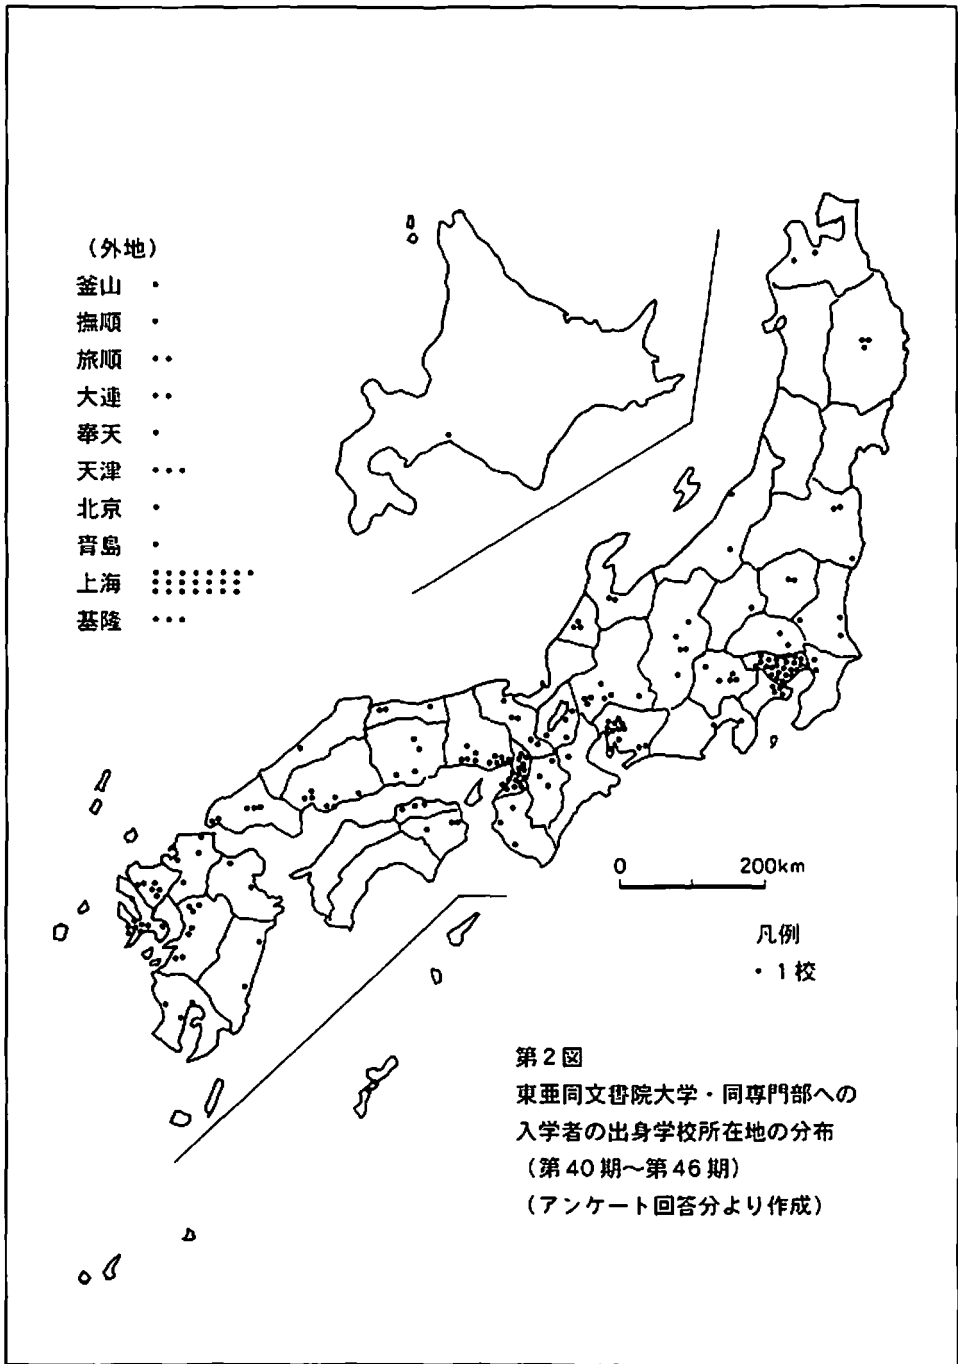 (外地)
釜山
撫順
旅順
大連
奉天
天津
北京
青島
上海
基隆
0 200km
凡例
・1校
第2図
東亜同文書院大学・同専門部への
入学者の出身学校所在地の分布
(第40期～第46期)
(アンケート回答分より作成)